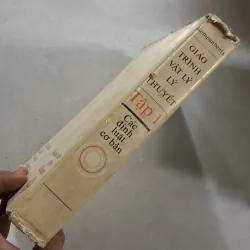 GIÁO
TRÌNH
VẬT LÝ
LÝ
THUYẾT
Tập 1
Các
định
luật
cơ bản